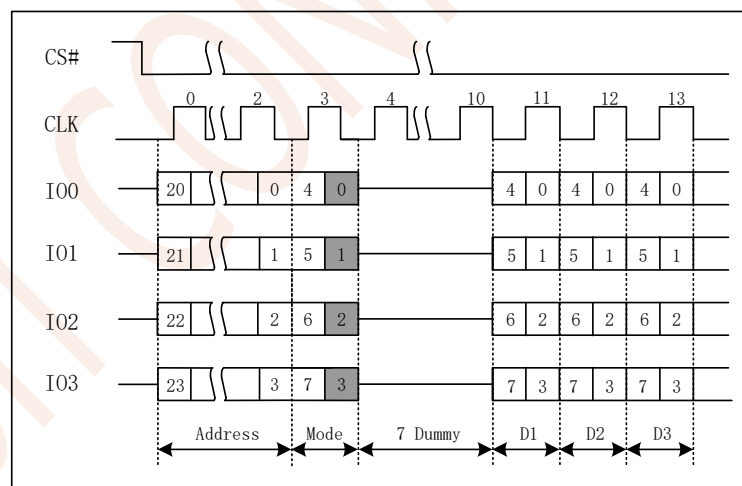 CS#
0 2 3 4 10 11 12 13
CLK
IO0 20 0 4 0 4 0 4 0 4 0
IO1 21 1 5 1 5 1 5 1 5 1
IO2 22 2 6 2 6 2 6 2 6 2
IO3 23 3 7 3 7 3 7 3 7 3
Address Mode 7 Dummy D1 D2 D3